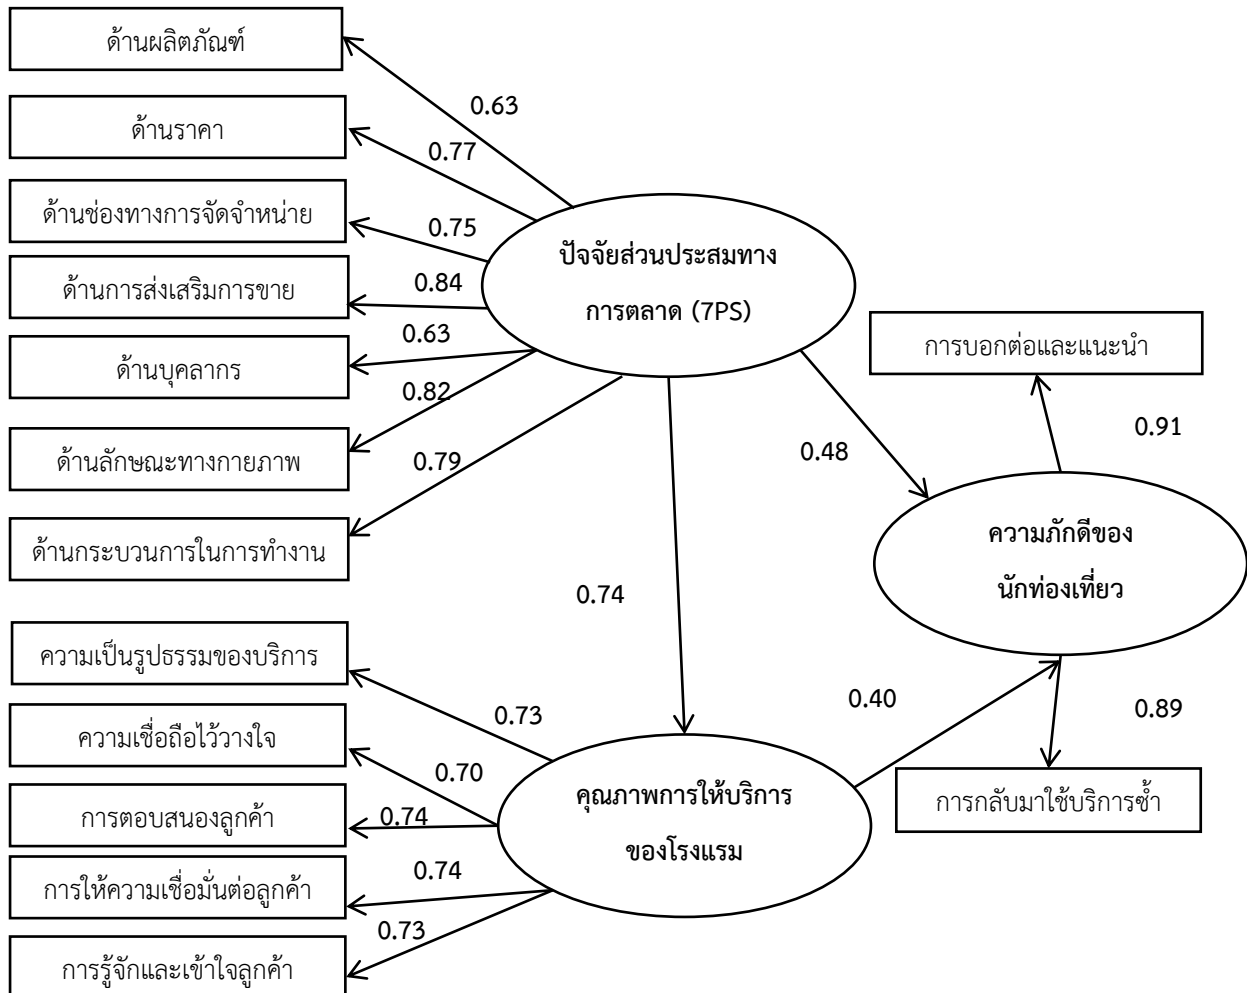 ด้านผลิตภัณฑ์
0.63
ด้านราคา
0.77
ด้านช่องทางการจัดจำหน่าย
0.75
ด้านการส่งเสริมการขาย
0.84
ด้านบุคลากร
0.63
ด้านลักษณะทางกายภาพ
0.82
ด้านกระบวนการในการทำงาน
0.79
ปัจจัยส่วนประสมทาง
การตลาด (7PS)
การบอกต่อและแนะนำ
0.91
0.48
ความภักดีของ
นักท่องเที่ยว
0.74
0.40
0.89
การกลับมาใช้บริการซ้ำ
ความเป็นรูปธรรมของบริการ
0.73
ความเชื่อถือไว้วางใจ
0.70
การตอบสนองลูกค้า
0.74
การให้ความเชื่อมั่นต่อลูกค้า
0.74
การรู้จักและเข้าใจลูกค้า
0.73
คุณภาพการให้บริการ
ของโรงแรม